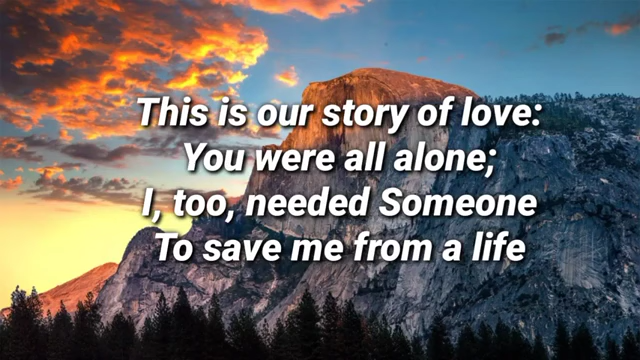 This is our story of love:
You were all alone;
I, too, needed Someone
To save me from a life